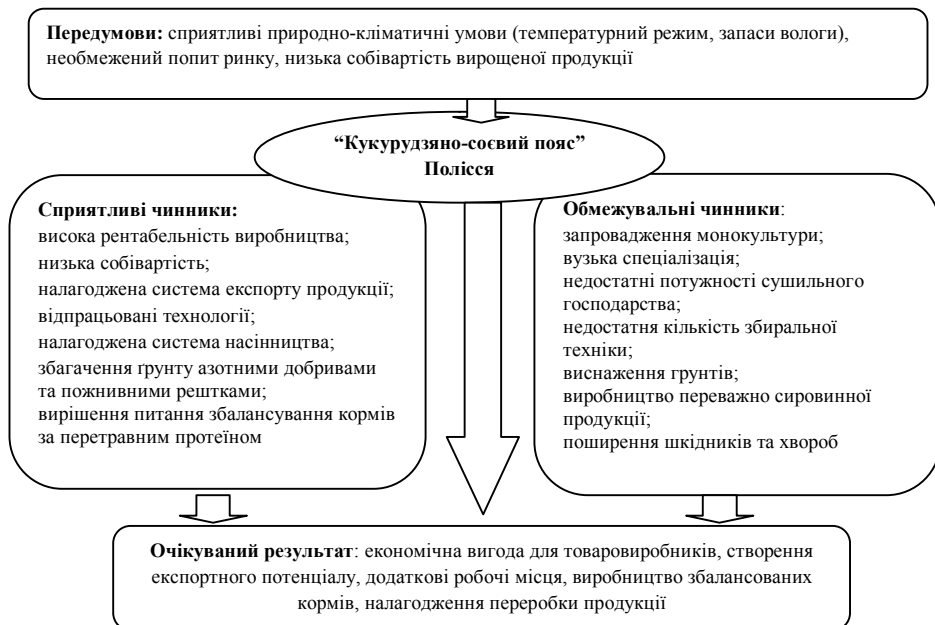 Передумови: сприятливі природно-кліматичні умови (температурний режим, запаси вологи),
необмежений попит ринку, низька собівартість вирощеної продукції
“Кукурудзяно-соєвий пояс”
Полісся
Сприятливі чинники:
висока рентабельність виробництва;
низька собівартість;
налагоджена система експорту продукції;
відпрацьовані технології;
налагоджена система насінництва;
збагачення ґрунту азотними добривами
та пожнивними рештками;
вирішення питання збалансування кормів
за перетравним протеїном
Обмежувальні чинники:
запровадження монокультури;
вузька спеціалізація;
недостатні потужності сушильного
господарства;
недостатня кількість збиральної
техніки;
виснаження грунтів;
виробництво переважно сировинної
продукції;
поширення шкідників та хвороб
Очікуваний результат: економічна вигода для товаровиробників, створення
експортного потенціалу, додаткові робочі місця, виробництво збалансованих
кормів, налагодження переробки продукції